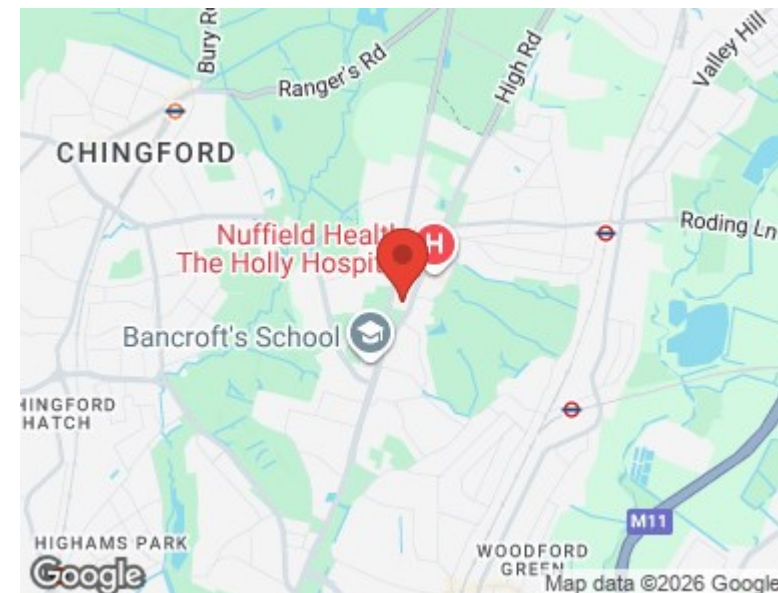 Bury Ro
Ranger's Rd
High Rd
Valley Hill
CHINGFORD
Roding Ln
Nuffield Healt
The Holly Hospit
H
Bancroft's School
HINGFORD
HATCH
M11
HIGHAMS PARK
WOODFORD
GREEN
Google
Map data ©2026 Google